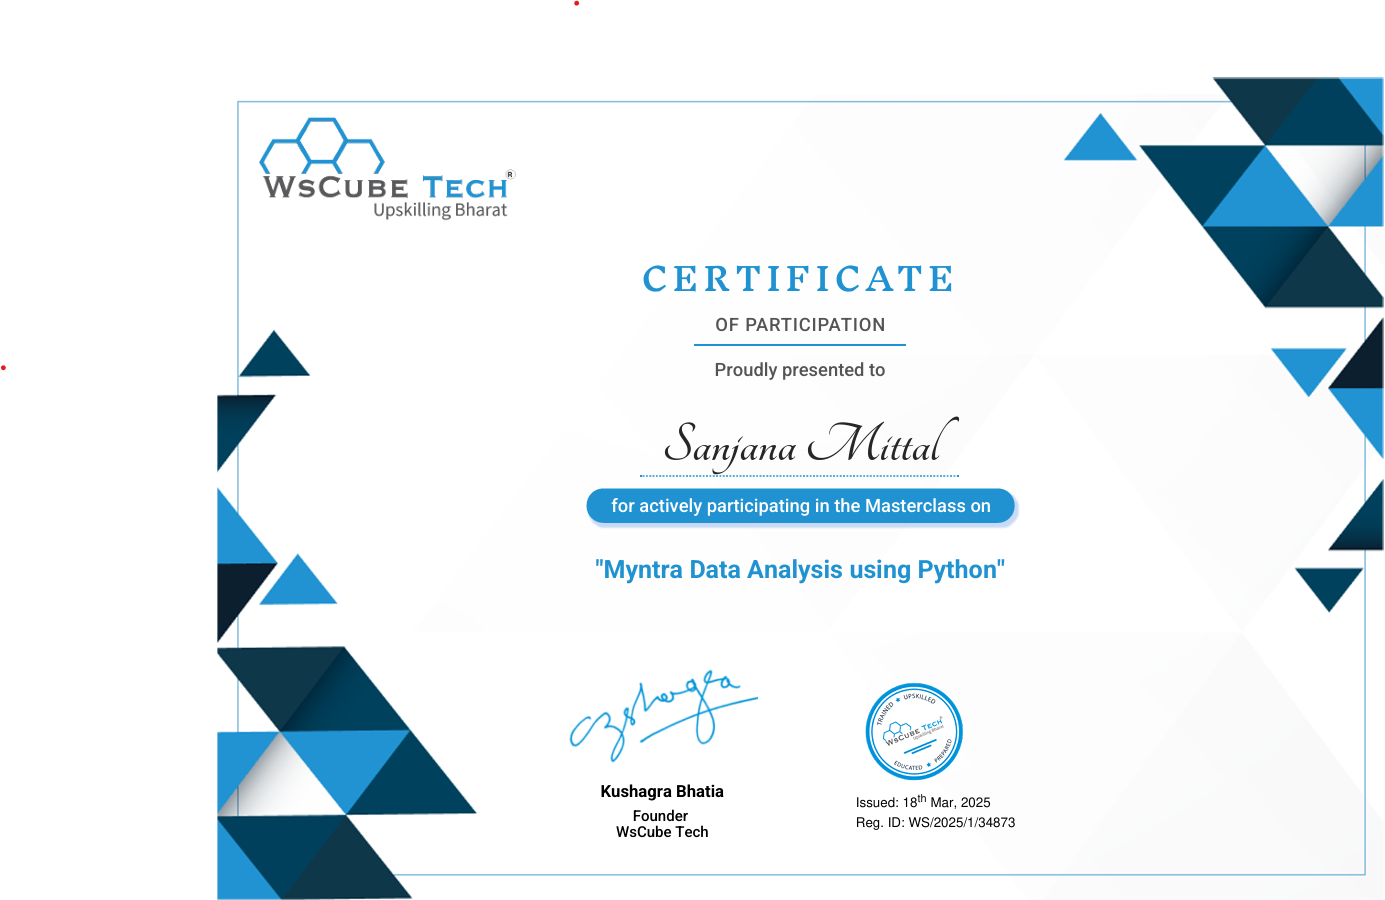 WSCUBE TECH®
Upskilling Bharat
CERTIFICATE
OF PARTICIPATION
Proudly presented to
Sanjana Mittal
for actively participating in the Masterclass on
"Myntra Data Analysis using Python"
Kushagra
Kushagra Bhatia
Founder
WsCube Tech
TRAINED ★ UPSKILLED
WSCUBE TECH®
Upskilling Bharat
EDUCATED ★ PREPARED
Issued: 18th Mar, 2025
Reg. ID: WS/2025/1/34873